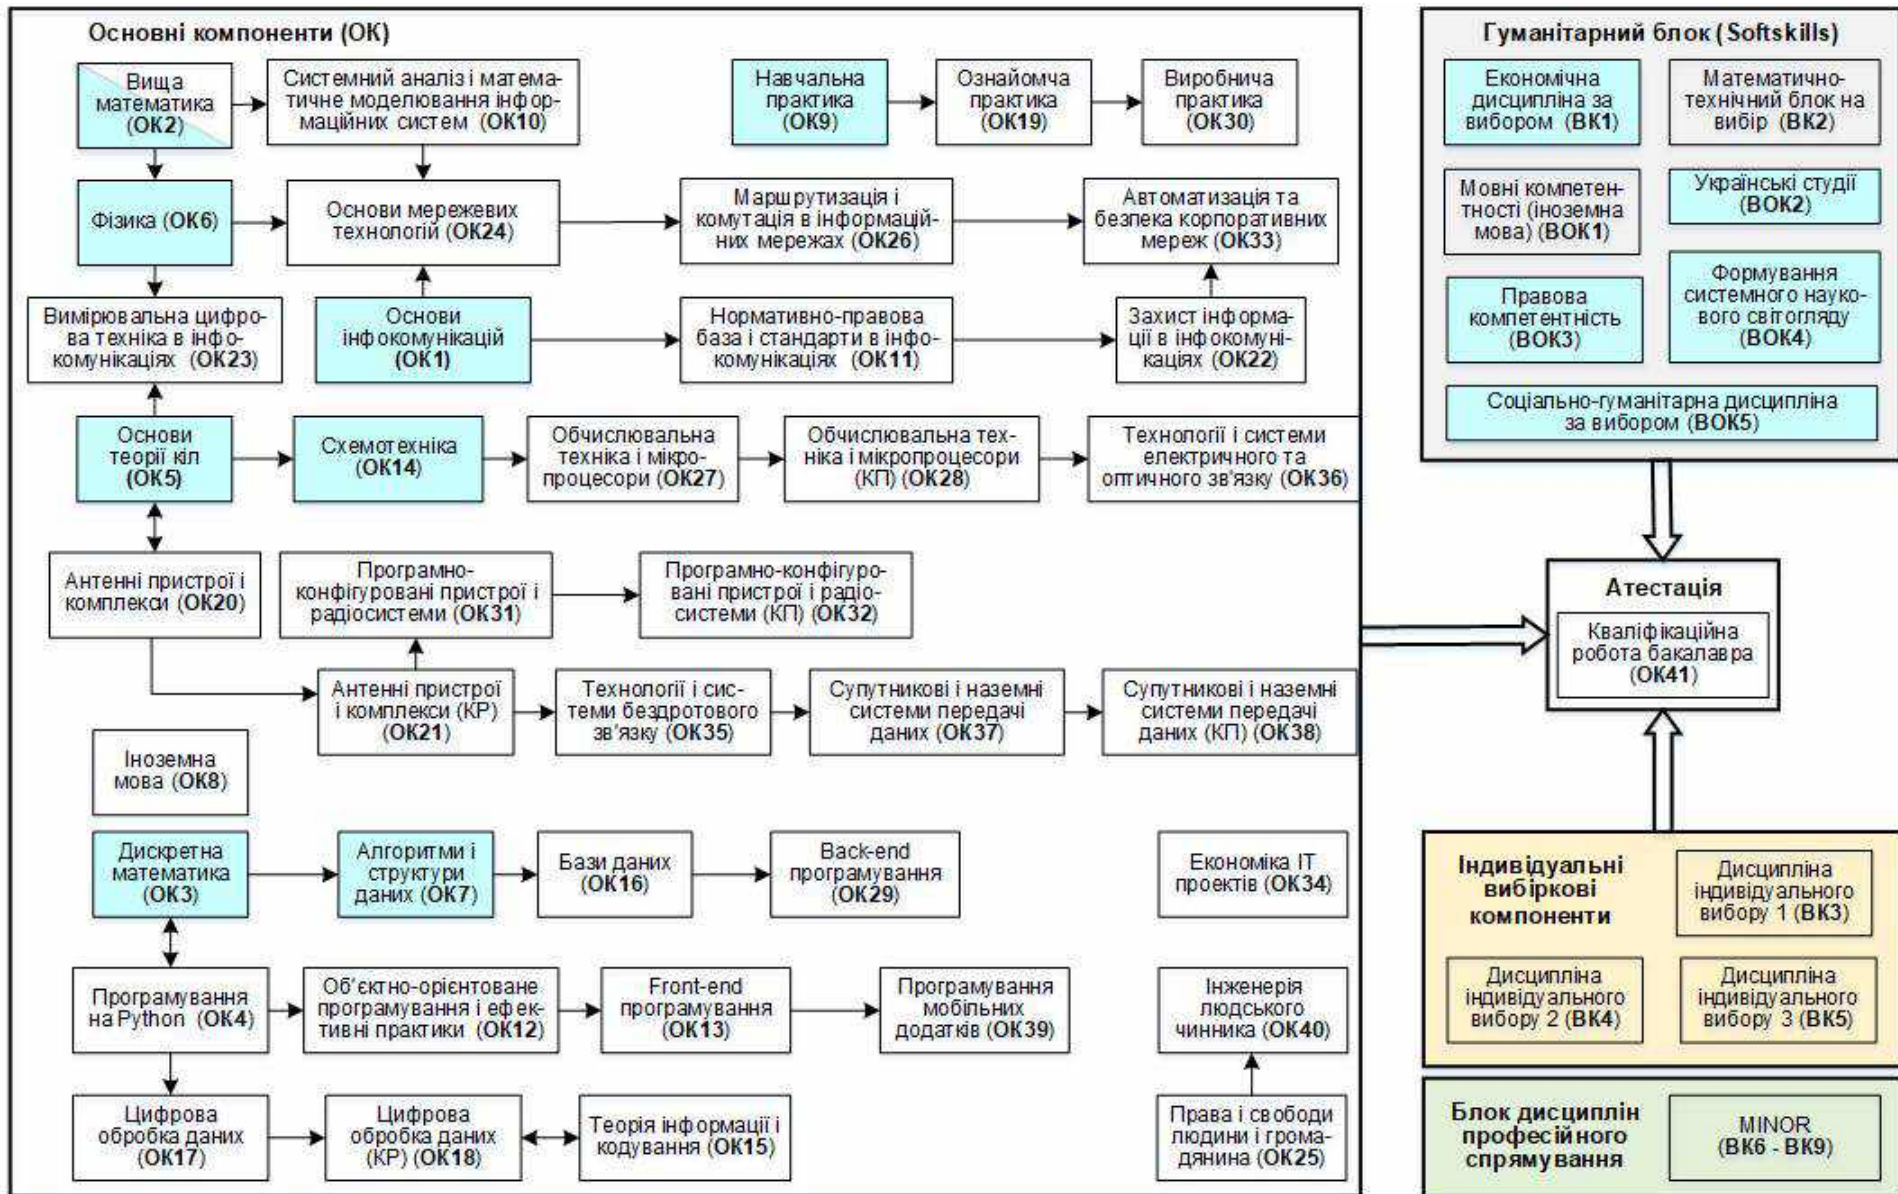 Основні компоненти (ОК)
Вища
математика
(ОК2)
Системний аналіз і матема-
тичне моделювання інфор-
маційних систем (ОК10)
Навчальна
практика
(ОК9)
Ознайомча
практика
(ОК19)
Виробнича
практика
(ОК30)
Фізика (ОК6)
Основи мережевих
технологій (ОК24)
Маршрутизація і
комутація в інформацій-
них мережах (ОК26)
Автоматизація та
безпека корпоративних
мереж (ОК33)
Вимірювальна цифро-
ва техніка в інфо-
комунікаціях (ОК23)
Основи
інфокомунікацій
(ОК1)
Нормативно-правова
база і стандарти в інфо-
комунікаціях (ОК11)
Захист інформа-
ції в інфокомуні-
каціях (ОК22)
Основи
теорії кіл
(ОК5)
Схемотехніка
(ОК14)
Обчислювальна
техніка і мікро-
процесори (ОК27)
Обчислювальна тех-
ніка і мікропроцесори
(КП) (ОК28)
Технології і системи
електричного та
оптичного зв'язку (ОК36)
Антенні пристрої і
комплекси (ОК20)
Програмно-
конфігуровані пристрої і
радіосистеми (ОК31)
Програмно-конфігуро-
вані пристрої і радіо-
системи (КП) (ОК32)
Антенні пристрої
і комплекси (КР)
(ОК21)
Технології і сис-
теми бездротового
зв'язку (ОК35)
Супутникові і наземні
системи передачі
даних (ОК37)
Супутникові і наземні
системи передачі
даних (КП) (ОК38)
Іноземна
мова (ОК8)
Дискретна
математика
(ОК3)
Алгоритми і
структури
даних (ОК7)
Бази даних
(ОК16)
Back-end
програмування
(ОК29)
Економіка ІТ
проектів (ОК34)
Програмування
на Python (ОК4)
Об'єктно-орієнтоване
програмування і ефек-
тивні практики (ОК12)
Front-end
програмування
(ОК13)
Програмування
мобільних
додатків (ОК39)
Інженерія
людського
чинника (ОК40)
Цифрова
обробка даних
(ОК17)
Цифрова
обробка даних
(КР) (ОК18)
Теорія інформації і
кодування (ОК15)
Права і свободи
людини і грома-
дянина (ОК25)
Гуманітарний блок (Softskills)
Економічна
дисципліна за
вибором (ВК1)
Математично-
технічний блок на
вибір (ВК2)
Мовні компетен-
тності (іноземна
мова) (ВОК1)
Українські студії
(ВОК2)
Правова
компетентність
(ВОК3)
Формування
системного науко-
вого світогляду
(ВОК4)
Соціально-гуманітарна дисципліна
за вибором (ВОК5)
Атестація
Кваліфікаційна
робота бакалавра
(ОК41)
Індивідуальні
вибіркові
компоненти
Дисципліна
індивідуального
вибору 1 (ВК3)
Дисципліна
індивідуального
вибору 2 (ВК4)
Дисципліна
індивідуального
вибору 3 (ВК5)
Блок дисциплін
професійного
спрямування
MINOR
(ВК6 - ВК9)